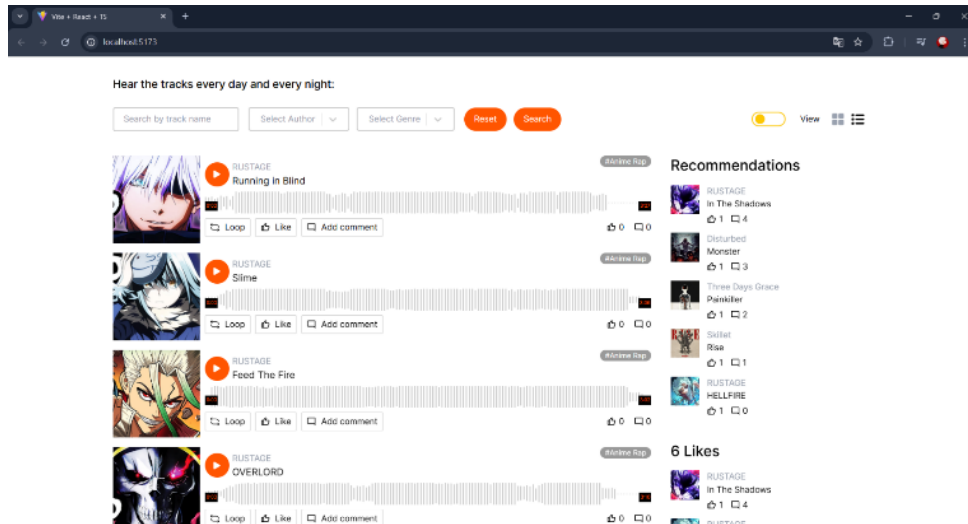 Vite + React + TS
localhost:5173
Hear the tracks every day and every night:
Search by track name
Select Author
Select Genre
Reset
Search
View
RUSTAGE
#Anime Rap
Running in Blind
Loop
Like
Add comment
0
0
RUSTAGE
#Anime Rap
Slime
Loop
Like
Add comment
0
0
RUSTAGE
#Anime Rap
Feed The Fire
Loop
Like
Add comment
0
0
RUSTAGE
#Anime Rap
OVERLORD
Loop
Like
Add comment
0
0
Recommendations
RUSTAGE
In The Shadows
1
4
Disturbed
Monster
1
3
Three Days Grace
Painkiller
1
2
Skillet
Rise
1
1
RUSTAGE
HELLFIRE
1
0
6 Likes
RUSTAGE
In The Shadows
1
4
RUSTAGE